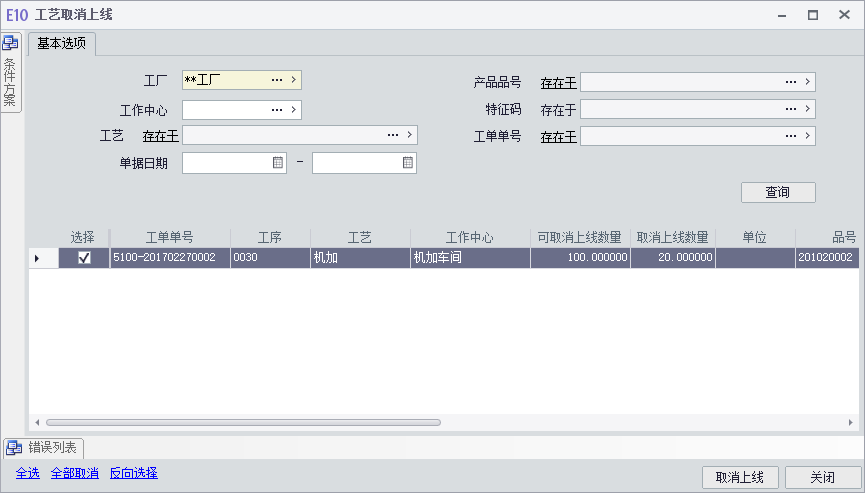 E10 工艺取消上线
条件方案
基本选项
工厂 **工厂 ··· >
产品品号 存在于 ··· >
工作中心 ··· >
特征码 存在于 ··· >
工艺 存在于 ··· >
工单单号 存在于 ··· >
单据日期 -
查询
选择 工单单号 工序 工艺 工作中心 可取消上线数量 取消上线数量 单位 品号
5100-201702270002 0030 机加 机加车间 100.000000 20.000000 201020002
错误列表
全选 全部取消 反向选择
取消上线 关闭